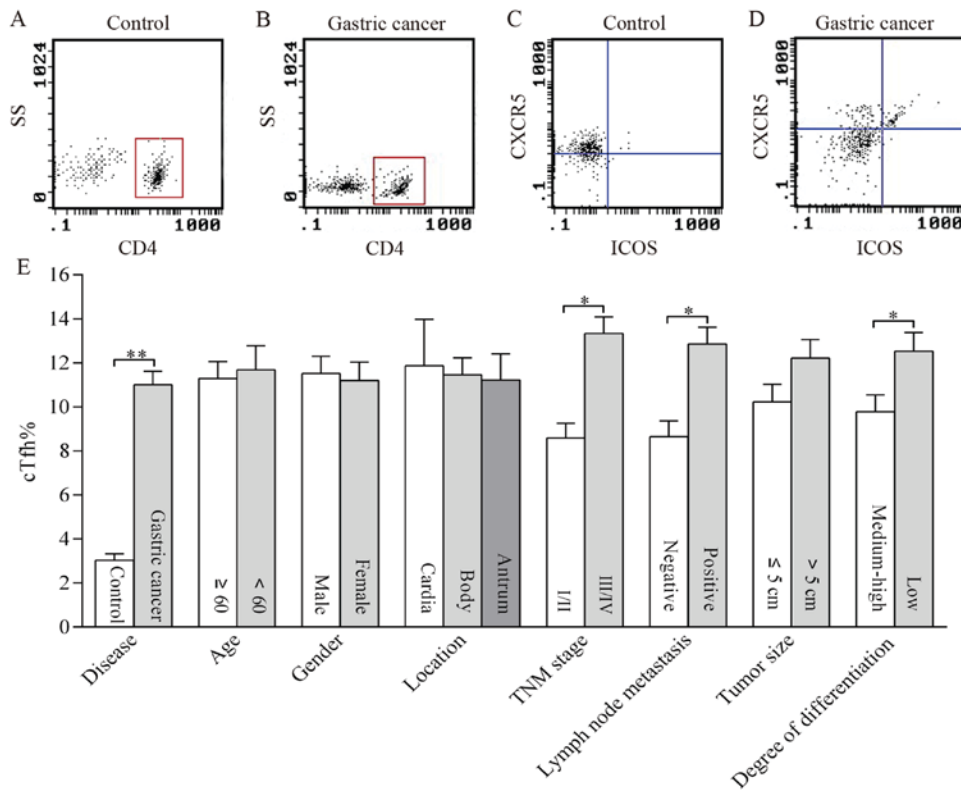 A Control
SS
1024
0
.1 1000
CD4
B Gastric cancer
SS
1024
0
.1 1000
CD4
C Control
CXCR5
1000
.1
.1 1000
ICOS
D Gastric cancer
CXCR5
1000
.1
.1 1000
ICOS
E
cTfh%
16
14
12
10
8
6
4
2
0
**
*
*
*
Control
Gastric cancer
≥ 60
< 60
Male
Female
Cardia
Body
Antrum
I/II
III/IV
Negative
Positive
≤ 5 cm
> 5 cm
Medium-high
Low
Disease
Age
Gender
Location
TNM stage
Lymph node metastasis
Tumor size
Degree of differentiation